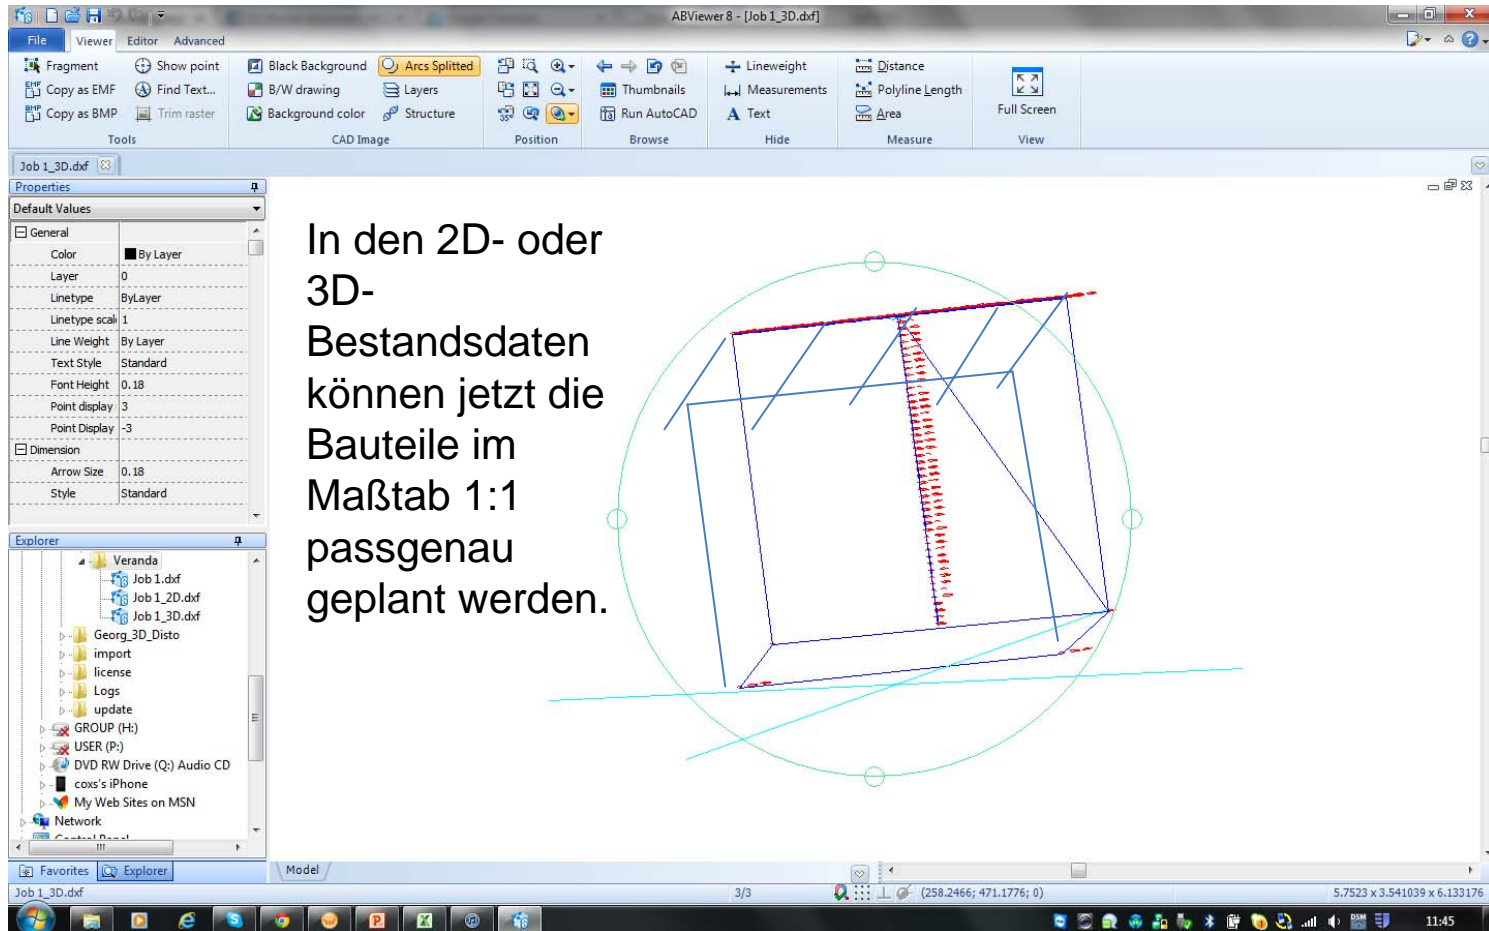 ABViewer 8 - [Job 1_3D.dxf]
File Viewer Editor Advanced
Fragment Show point Black Background Arcs Splitted Lineweight Distance
EMF Copy as EMF Find Text... B/W drawing Layers Thumbnails Measurements Polyline Length
BMP Copy as BMP Trim raster Background color Structure 35° Run AutoCAD Text Area Full Screen
Tools CAD Image Position Browse Hide Measure View
Job 1_3D.dxf
Properties
Default Values
General
Color By Layer
Layer 0
Linetype ByLayer
Linetype scal 1
Line Weight By Layer
Text Style Standard
Font Height 0.18
Point display 3
Point Display -3
Dimension
Arrow Size 0.18
Style Standard
Explorer
Veranda
Job 1.dxf
Job 1_2D.dxf
Job 1_3D.dxf
Georg_3D_Disto
import
license
Logs
update
GROUP (H:)
USER (P:)
DVD RW Drive (Q:) Audio CD
coxs's iPhone
My Web Sites on MSN
Network
Control Panel
Favorites Explorer
In den 2D- oder
3D-
Bestandsdaten
können jetzt die
Bauteile im
Maßtab 1:1
passgenau
geplant werden.
Model
Job 1_3D.dxf 3/3 (258.2466; 471.1776; 0) 5.7523 x 3.541039 x 6.133176
11:45